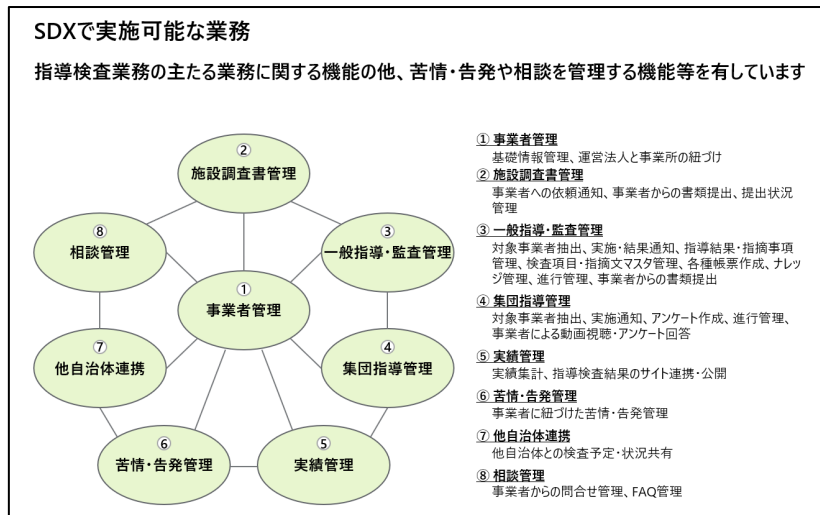 SDXで実施可能な業務
指導検査業務の主たる業務に関する機能の他、苦情・告発や相談を管理する機能等を有しています
②
施設調査書管理
⑧
相談管理
③
一般指導・監査管理
①
事業者管理
⑦
他自治体連携
④
集団指導管理
⑥
苦情・告発管理
⑤
実績管理
① 事業者管理
基礎情報管理、運営法人と事業所の紐づけ
② 施設調査書管理
事業者への依頼通知、事業者からの書類提出、提出状況
管理
③ 一般指導・監査管理
対象事業者抽出、実施・結果通知、指導結果・指摘事項
管理、検査項目・指摘文マスタ管理、各種帳票作成、ナレッ
ジ管理、進行管理、事業者からの書類提出
④ 集団指導管理
対象事業者抽出、実施通知、アンケート作成、進行管理、
事業者による動画視聴・アンケート回答
⑤ 実績管理
実績集計、指導検査結果のサイト連携・公開
⑥ 苦情・告発管理
事業者に紐づけた苦情・告発管理
⑦ 他自治体連携
他自治体との検査予定・状況共有
⑧ 相談管理
事業者からの問合せ管理、FAQ管理